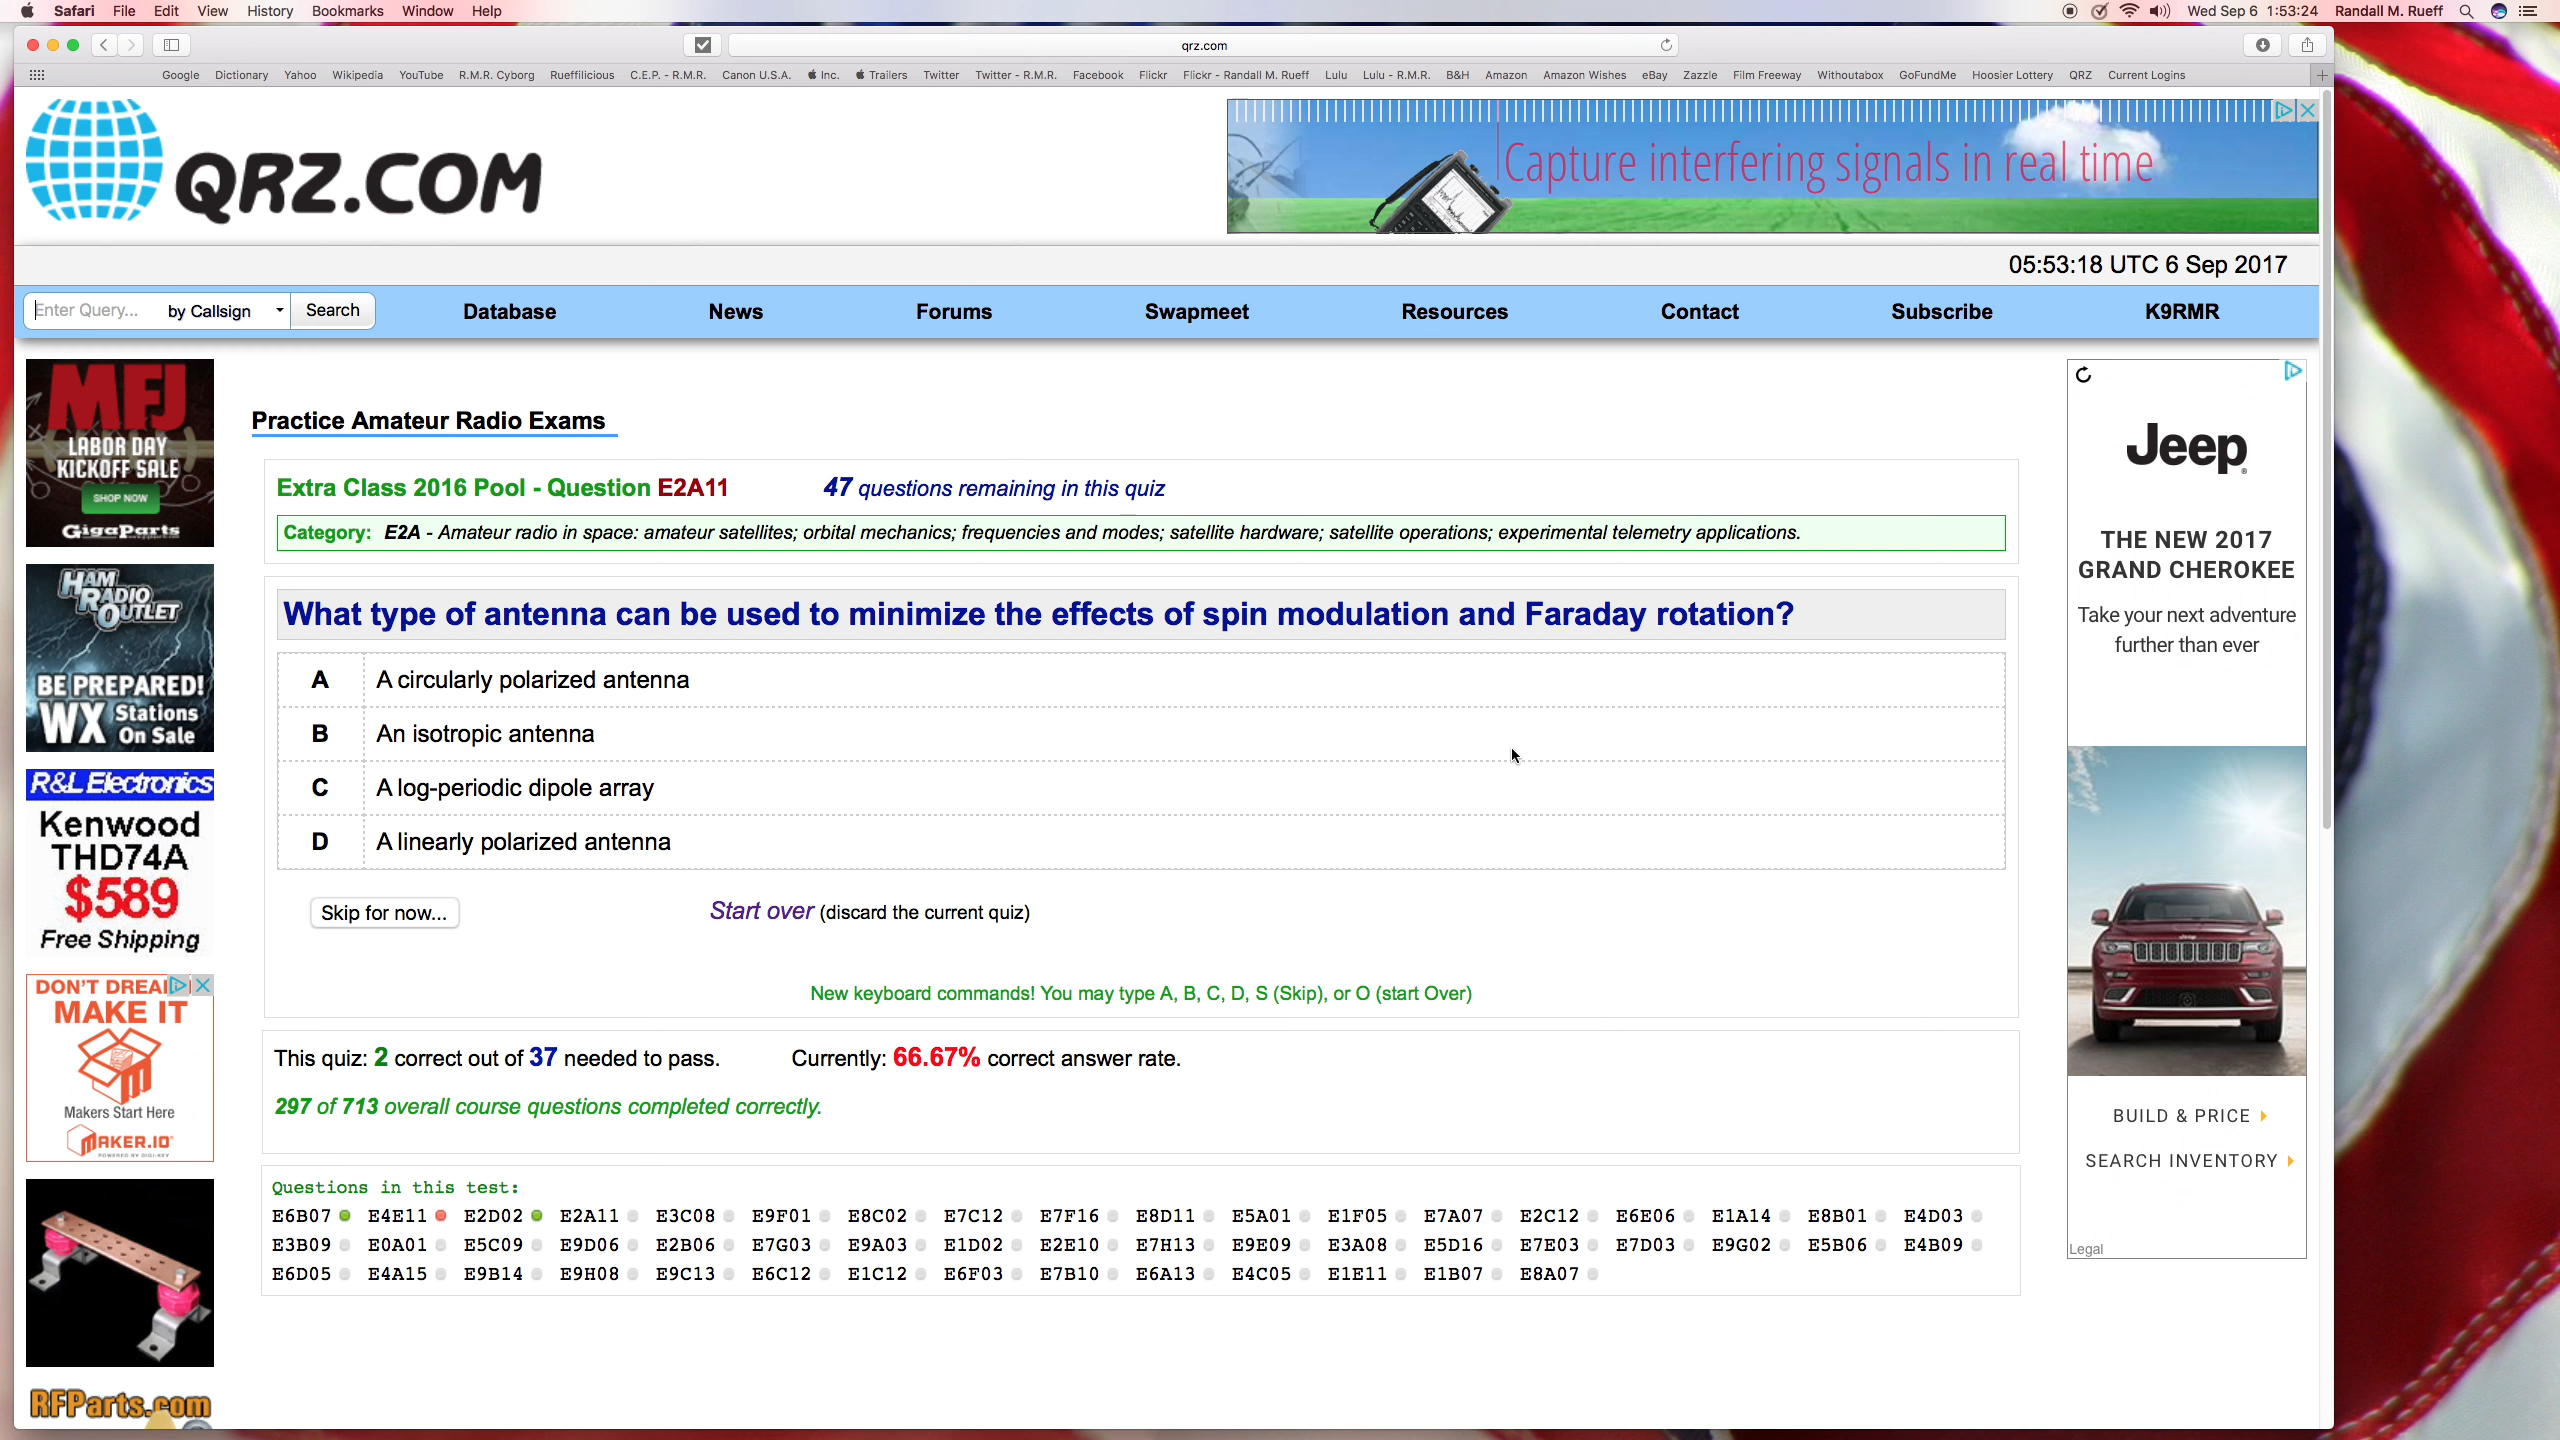 Safari File Edit View History Bookmarks Window Help
Wed Sep 6 1:53:24 Randall M. Rueff
qrz.com
Google Dictionary Yahoo Wikipedia YouTube R.M.R. Cyborg Rueffilicious C.E.P. - R.M.R. Canon U.S.A. Inc. Trailers Twitter Twitter - R.M.R. Facebook Flickr Flickr - Randall M. Rueff Lulu Lulu - R.M.R. B&H Amazon Amazon Wishes eBay Zazzle Film Freeway Withoutabox GoFundMe Hoosier Lottery QRZ Current Logins
QRZ.COM
Capture interfering signals in real time
05:53:18 UTC 6 Sep 2017
Enter Query... by Callsign Search Database News Forums Swapmeet Resources Contact Subscribe K9RMR
MFJ
LABOR DAY
KICKOFF SALE
SHOP NOW
GigaParts
HAM
RADIO
OUTLET
BE PREPARED!
WX Stations
On Sale
R&L Electronics
Kenwood
THD74A
$589
Free Shipping
DON'T DREA
MAKE IT
Makers Start Here
MAKER.IO
POWERED BY DIGI-KEY
RFParts.com
Practice Amateur Radio Exams
Extra Class 2016 Pool - Question E2A11 47 questions remaining in this quiz
Category: E2A - Amateur radio in space: amateur satellites; orbital mechanics; frequencies and modes; satellite hardware; satellite operations; experimental telemetry applications.
What type of antenna can be used to minimize the effects of spin modulation and Faraday rotation?
A A circularly polarized antenna
B An isotropic antenna
C A log-periodic dipole array
D A linearly polarized antenna
Skip for now... Start over (discard the current quiz)
New keyboard commands! You may type A, B, C, D, S (Skip), or O (start Over)
This quiz: 2 correct out of 37 needed to pass. Currently: 66.67% correct answer rate.
297 of 713 overall course questions completed correctly.
Questions in this test:
E6B07 E4E11 E2D02 E2A11 E3C08 E9F01 E8C02 E7C12 E7F16 E8D11 E5A01 E1F05 E7A07 E2C12 E6E06 E1A14 E8B01 E4D03
E3B09 E0A01 E5C09 E9D06 E2B06 E7G03 E9A03 E1D02 E2E10 E7H13 E9E09 E3A08 E5D16 E7E03 E7D03 E9G02 E5B06 E4B09
E6D05 E4A15 E9B14 E9H08 E9C13 E6C12 E1C12 E6F03 E7B10 E6A13 E4C05 E1E11 E1B07 E8A07
Jeep
THE NEW 2017
GRAND CHEROKEE
Take your next adventure
further than ever
BUILD & PRICE
SEARCH INVENTORY
Legal